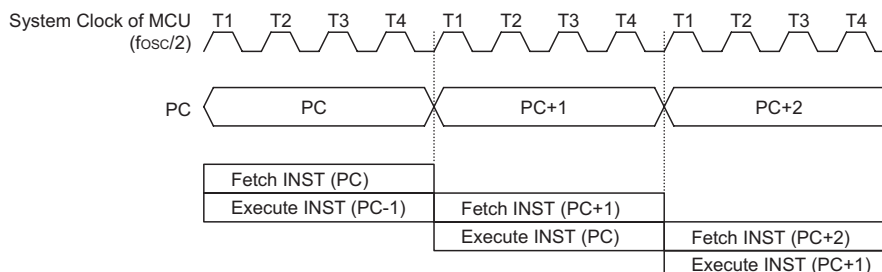 System Clock of MCU
(fOSC/2)
T1 T2 T3 T4 T1 T2 T3 T4 T1 T2 T3 T4
PC
PC PC+1 PC+2
Fetch INST (PC)
Execute INST (PC-1)
Fetch INST (PC+1)
Execute INST (PC)
Fetch INST (PC+2)
Execute INST (PC+1)